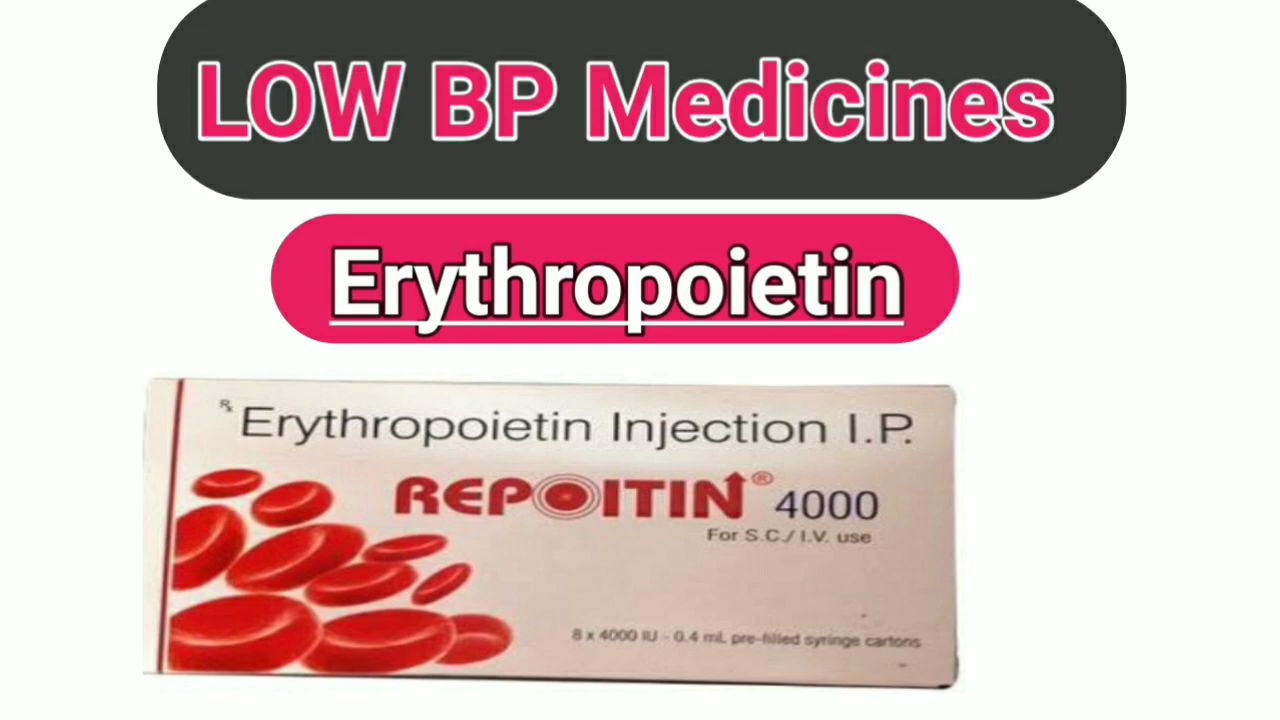 LOW BP Medicines
Erythropoietin
Rx Erythropoietin Injection I.P.
REPOITIN® 4000
For S.C./ I.V. use
8 x 4000 IU - 0.4 mL pre-filled syringe cartons